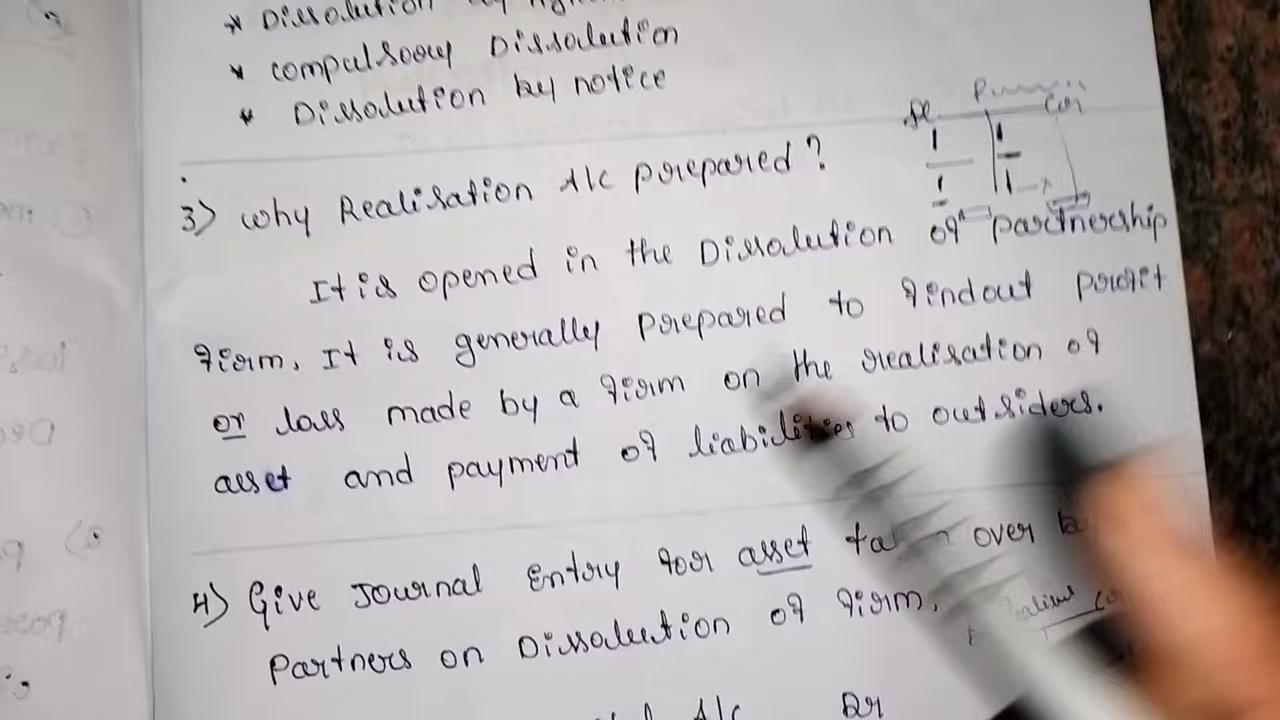 * Dissolution by
* compulsory Dissolution
* Dissolution by notice
3) Why Realisation A/c prepared?
It is opened in the Dissolution of partnership
firm. It is generally prepared to findout profit
or loss made by a firm on the realisation of
asset and payment of liabilities to outsiders.
4) Give Journal Entry for asset over
Partners on Dissolution of firm.
A/c Dr